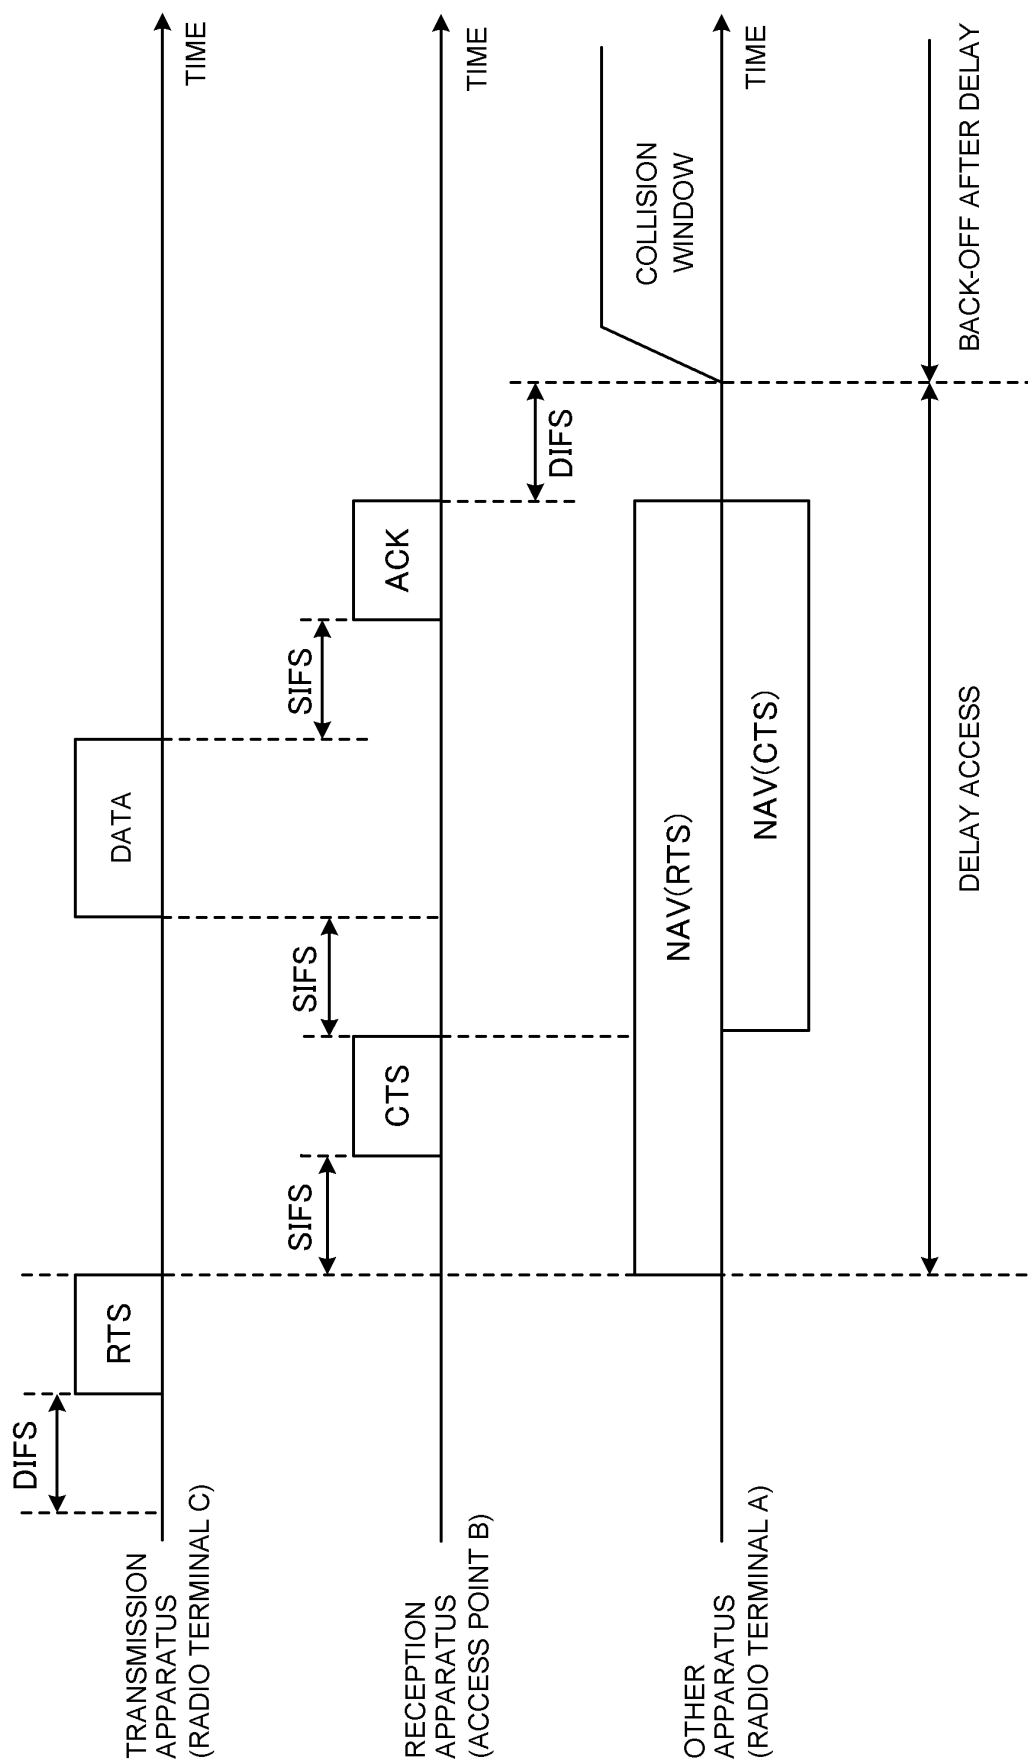 TRANSMISSION
APPARATUS
(RADIO TERMINAL C)
DIFS
RTS
DATA
TIME
RECEPTION
APPARATUS
(ACCESS POINT B)
SIFS
CTS
SIFS
SIFS
ACK
TIME
OTHER
APPARATUS
(RADIO TERMINAL A)
NAV(RTS)
NAV(CTS)
DIFS
COLLISION
WINDOW
TIME
DELAY ACCESS
BACK-OFF AFTER DELAY